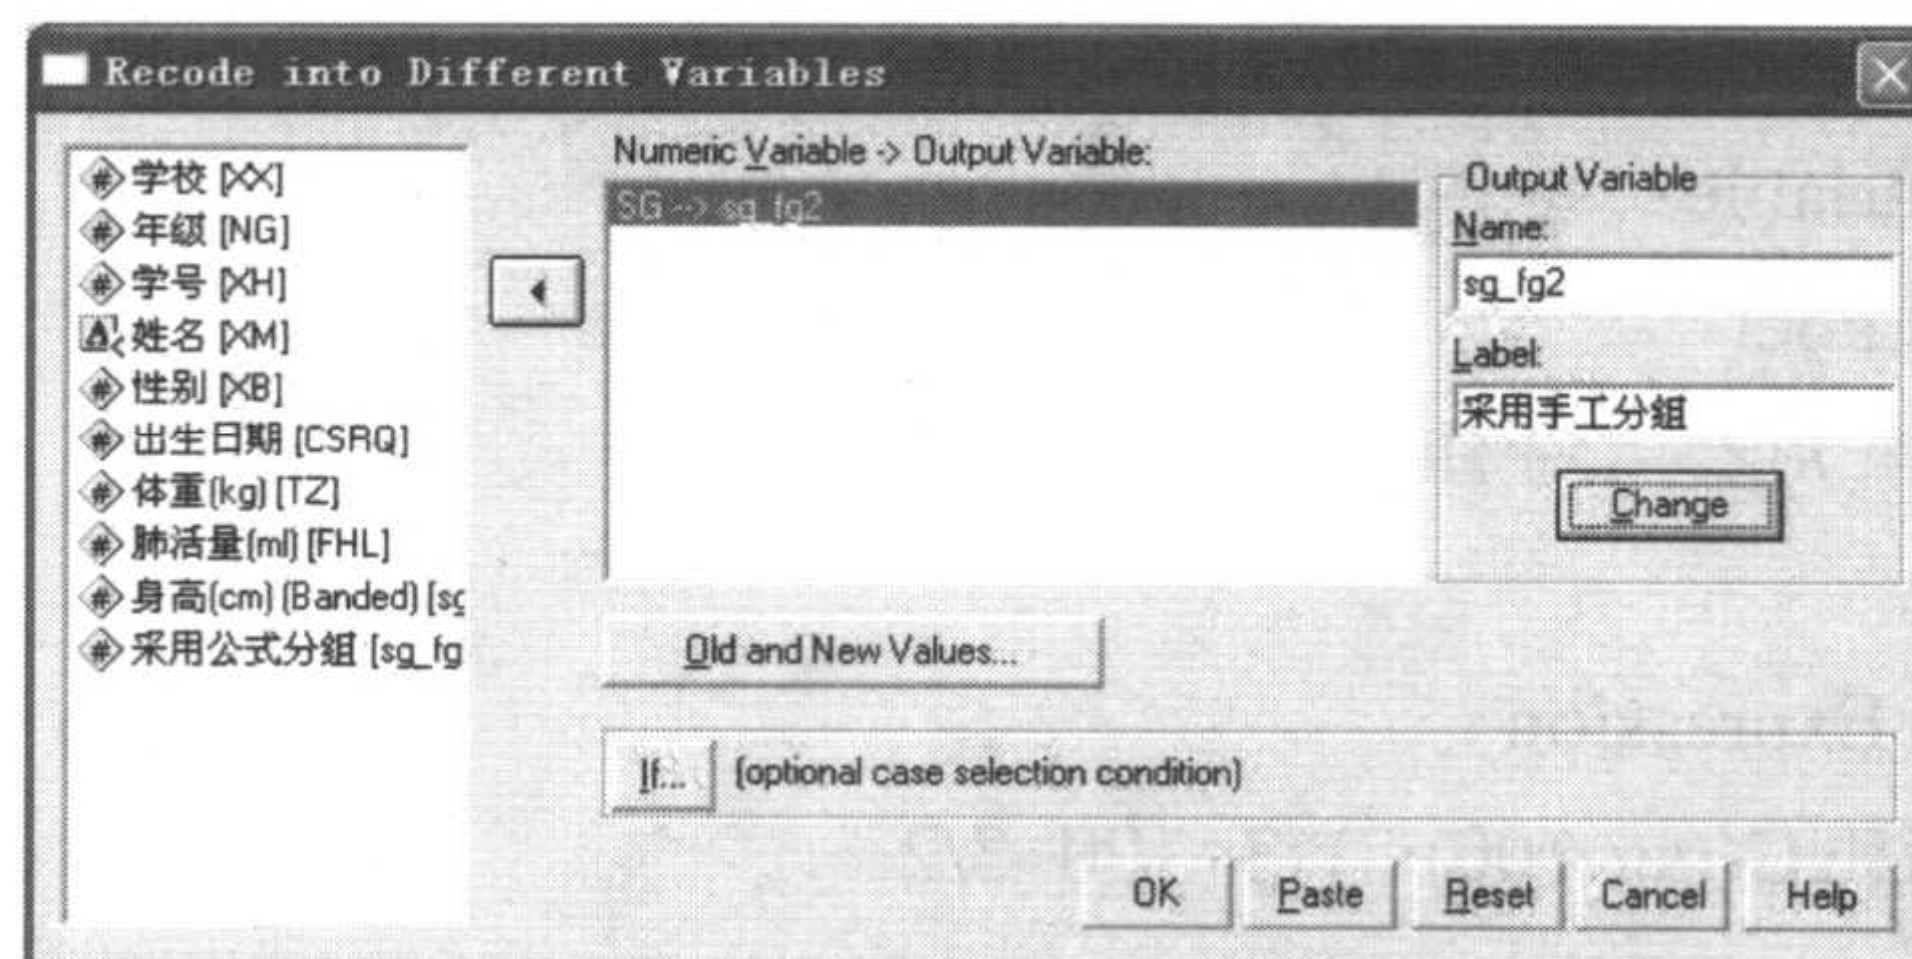 Recode into Different Variables
学校 [XX]
年级 [NG]
学号 [XH]
姓名 [XM]
性别 [XB]
出生日期 [CSRQ]
体重(kg) [TZ]
肺活量(ml) [FHL]
身高(cm) (Banded) [sg
采用公式分组 [sg_fg
Numeric Variable -> Output Variable:
SG --> sg_fg2
Output Variable
Name:
sg_fg2
Label:
采用手工分组
Change
Old and New Values...
If...
(optional case selection condition)
OK
Paste
Reset
Cancel
Help